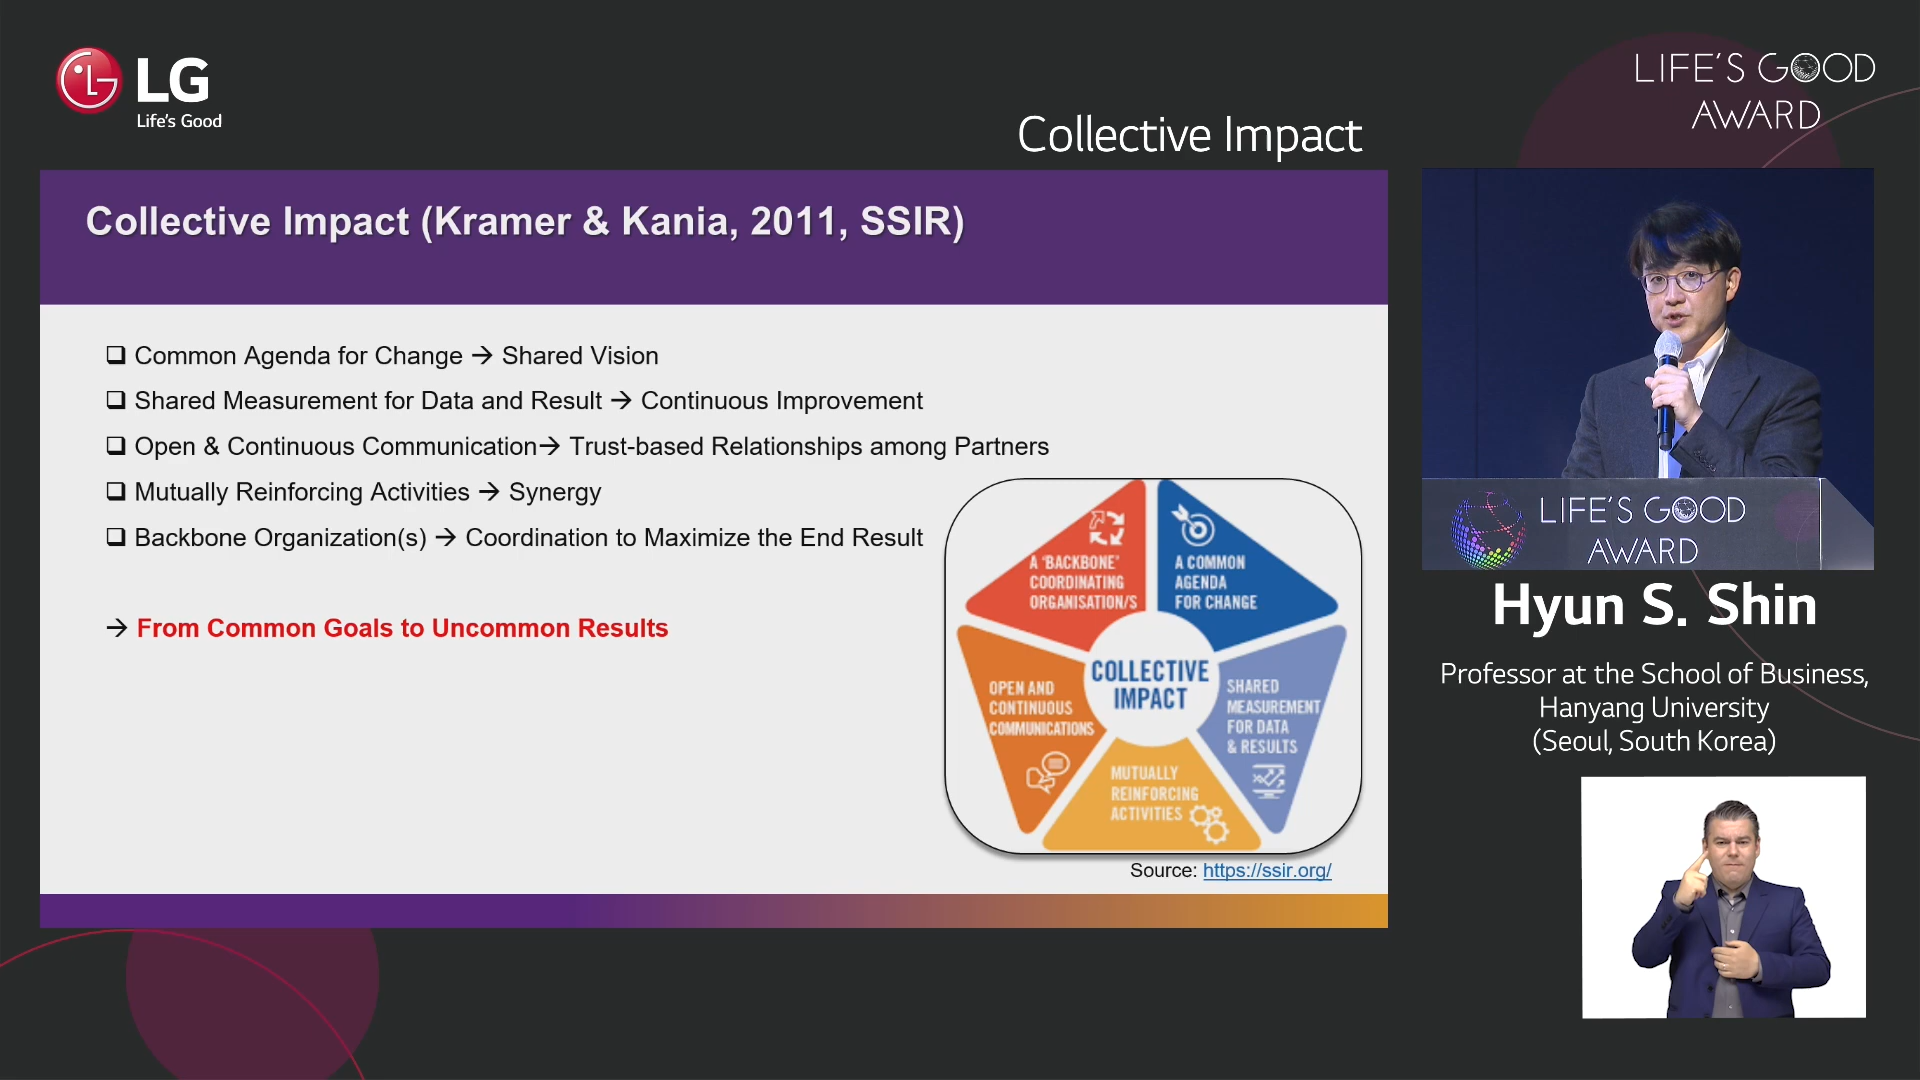 LG
Life's Good
LIFE'S GOOD
AWARD
Collective Impact
Collective Impact (Kramer & Kania, 2011, SSIR)
❑ Common Agenda for Change → Shared Vision
❑ Shared Measurement for Data and Result → Continuous Improvement
❑ Open & Continuous Communication→ Trust-based Relationships among Partners
❑ Mutually Reinforcing Activities → Synergy
❑ Backbone Organization(s) → Coordination to Maximize the End Result
→ From Common Goals to Uncommon Results
A 'BACKBONE'
COORDINATING
ORGANISATION/S
A COMMON
AGENDA
FOR CHANGE
OPEN AND
CONTINUOUS
COMMUNICATIONS
COLLECTIVE
IMPACT
SHARED
MEASUREMENT
FOR DATA
& RESULTS
MUTUALLY
REINFORCING
ACTIVITIES
Source: https://ssir.org/
LIFE'S GOOD
AWARD
Hyun S. Shin
Professor at the School of Business,
Hanyang University
(Seoul, South Korea)